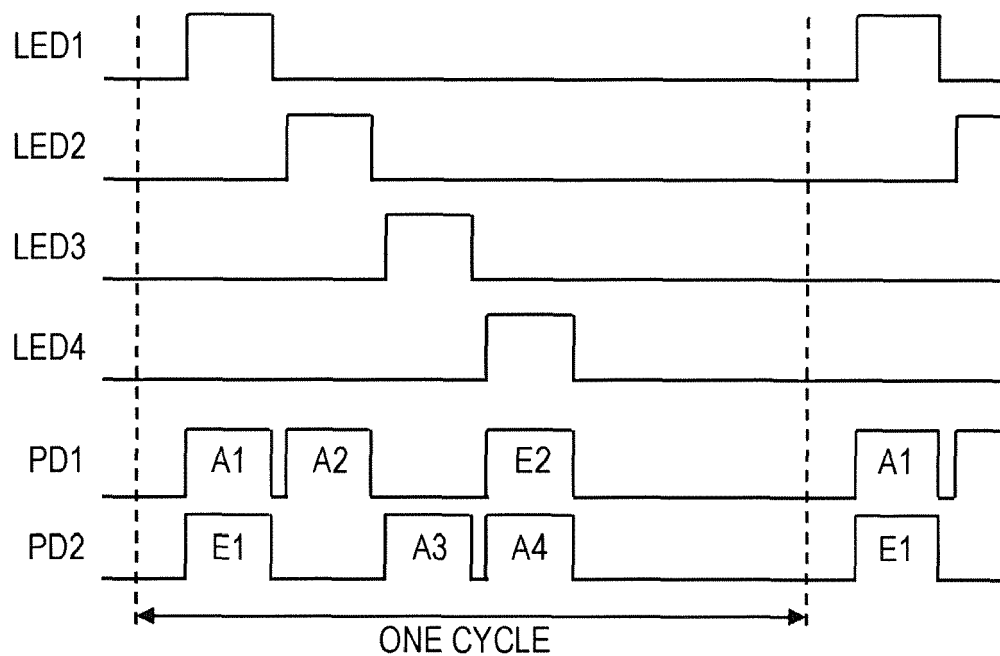 LED1
LED2
LED3
LED4
PD1 A1 A2 E2 A1
PD2 E1 A3 A4 E1
ONE CYCLE